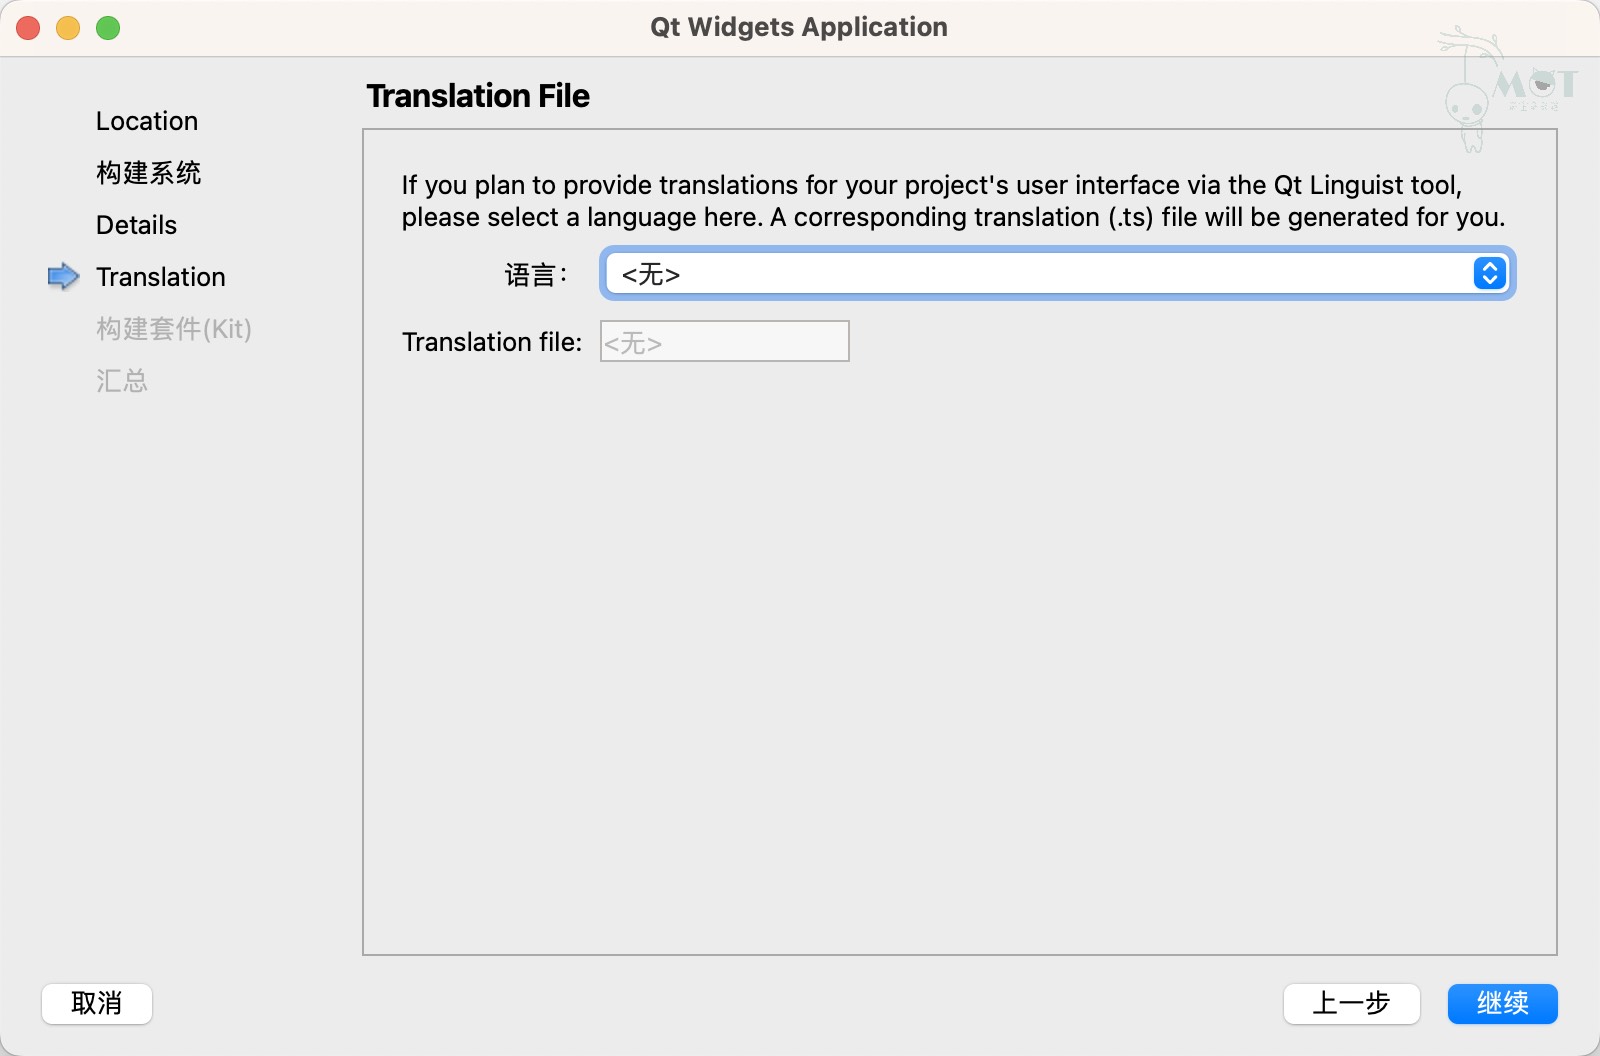 Qt Widgets Application
MOT
Location
构建系统
Details
Translation
构建套件(Kit)
汇总
Translation File
If you plan to provide translations for your project's user interface via the Qt Linguist tool,
please select a language here. A corresponding translation (.ts) file will be generated for you.
语言：
<无>
Translation file:
<无>
取消
上一步
继续